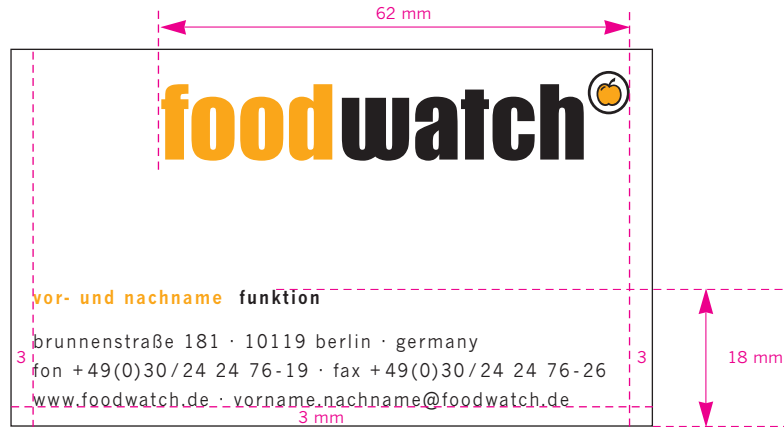 62 mm
foodwatch
vor- und nachname funktion
brunnenstraße 181 · 10119 berlin · germany
3
3
18 mm
fon +49(0)30/24 24 76-19 · fax +49(0)30/24 24 76-26
www.foodwatch.de · vorname.nachname@foodwatch.de
3 mm